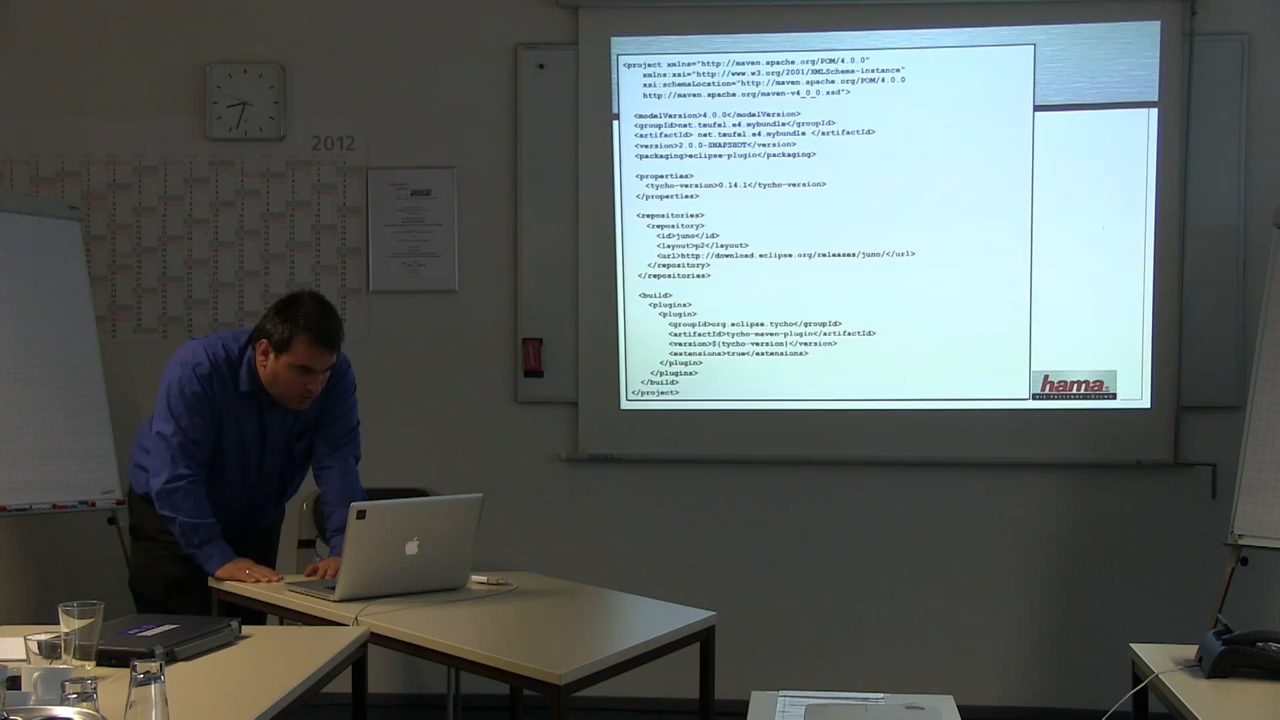 2012
<project xmlns="http://maven.apache.org/POM/4.0.0"
xmlns:xsi="http://www.w3.org/2001/XMLSchema-instance"
xsi:schemaLocation="http://maven.apache.org/POM/4.0.0
http://maven.apache.org/maven-v4_0_0.xsd">
<modelVersion>4.0.0</modelVersion>
<groupId>net.teufel.e4.mybundle</groupId>
<artifactId> net.teufel.e4.mybundle </artifactId>
<version>2.0.0-SNAPSHOT</version>
<packaging>eclipse-plugin</packaging>
<properties>
<tycho-version>0.14.1</tycho-version>
</properties>
<repositories>
<repository>
<id>juno</id>
<layout>p2</layout>
<url>http://download.eclipse.org/releases/juno/</url>
</repository>
</repositories>
<build>
<plugins>
<plugin>
<groupId>org.eclipse.tycho</groupId>
<artifactId>tycho-maven-plugin</artifactId>
<version>${tycho-version}</version>
<extensions>true</extensions>
</plugin>
</plugins>
</build>
</project>
hama
DIE PASSENDE LÖSUNG